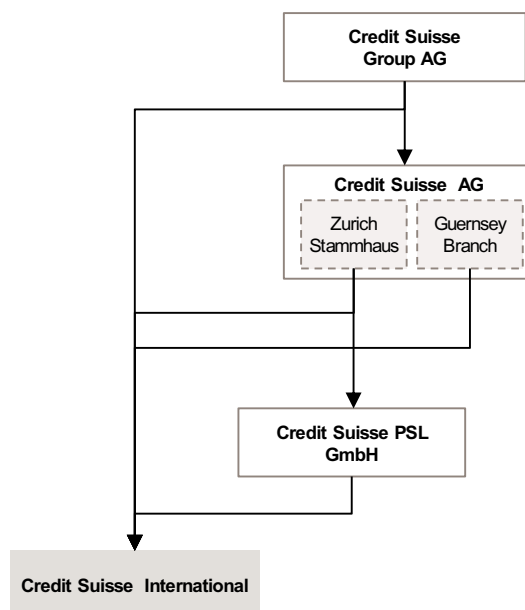 Credit Suisse
Group AG
Credit Suisse AG
Zurich
Stammhaus
Guernsey
Branch
Credit Suisse PSL
GmbH
Credit Suisse International